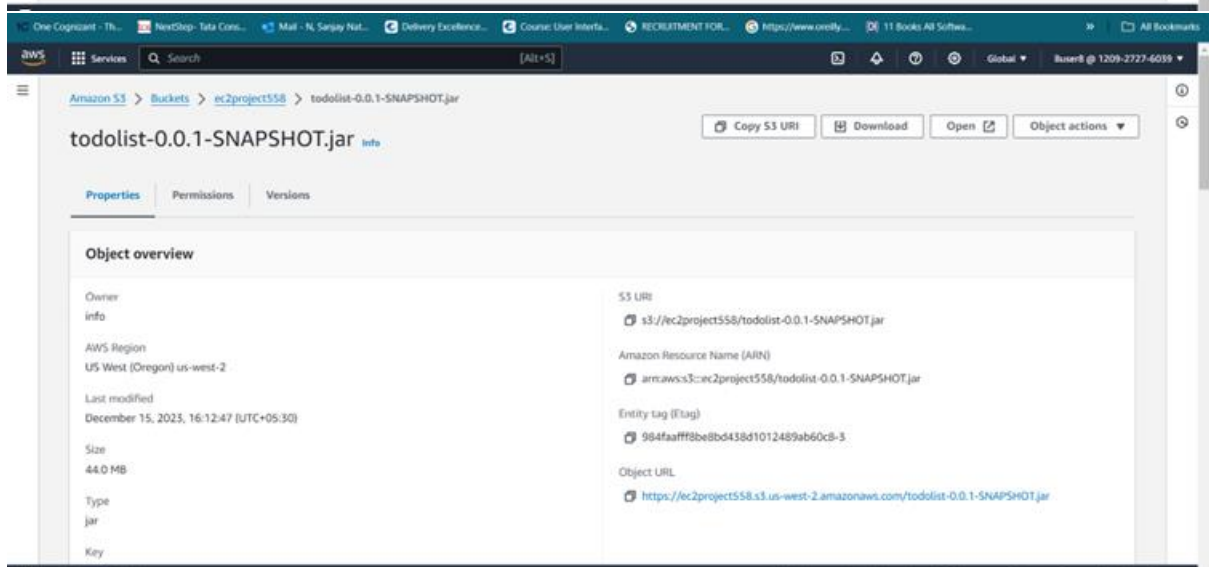 One Cognizant - Th... NextStep- Tata Cons... Mail - N, Sanjay Nat... Delivery Excellence... Course: User Interfa... RECRUITMENT FOR... https://www.oreilly... 11 Books All Softwa... » All Bookmarks
aws Services Search [Alt+S] Global ▼ Buser8 @ 1209-2727-6039 ▼
Amazon S3 > Buckets > ec2project558 > todolist-0.0.1-SNAPSHOT.jar
todolist-0.0.1-SNAPSHOT.jar Info
Copy S3 URI Download Open Object actions ▼
Properties Permissions Versions
Object overview
Owner
info
AWS Region
US West (Oregon) us-west-2
Last modified
December 15, 2023, 16:12:47 (UTC+05:30)
Size
44.0 MB
Type
jar
Key
S3 URI
s3://ec2project558/todolist-0.0.1-SNAPSHOT.jar
Amazon Resource Name (ARN)
arn:aws:s3:::ec2project558/todolist-0.0.1-SNAPSHOT.jar
Entity tag (Etag)
984faafff8be8bd438d1012489ab60c8-3
Object URL
https://ec2project558.s3.us-west-2.amazonaws.com/todolist-0.0.1-SNAPSHOT.jar